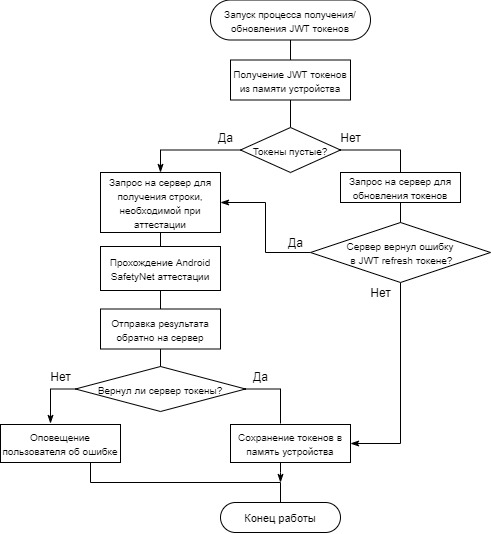 Запуск процесса получения/
обновления JWT токенов
Получение JWT токенов
из памяти устройства
Да
Нет
Токены пустые?
Запрос на сервер для
получения строки,
необходимой при
аттестации
Запрос на сервер для
обновления токенов
Да
Сервер вернул ошибку
в JWT refresh токене?
Прохождение Android
SafetyNet аттестации
Нет
Отправка результата
обратно на сервер
Нет
Да
Вернул ли сервер токены?
Оповещение
пользователя об ошибке
Сохранение токенов в
память устройства
Конец работы